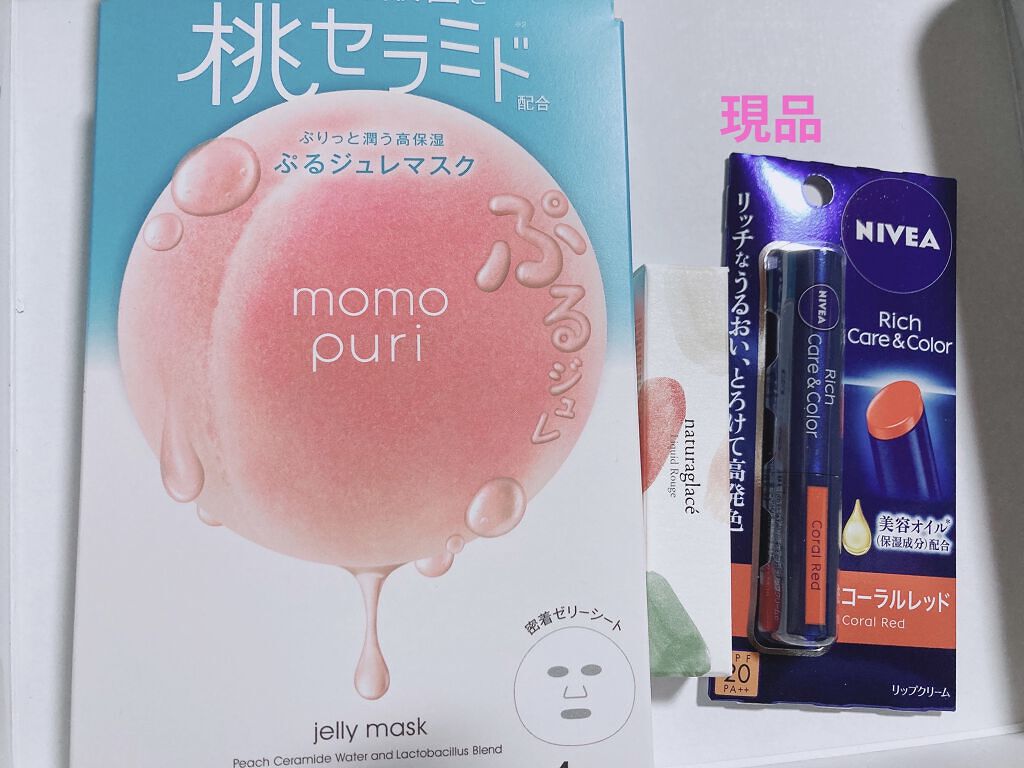 桃セラミド
※2
配合
ぷりっと潤う高保湿
ぷるジュレマスク
ぷるジュレ
momo
puri
密着ゼリーシート
jelly mask
Peach Ceramide Water and Lactobacillus Blend
naturaglacé
Liquid Rouge
現品
NIVEA
リッチなうるおい、とろけて高発色
Rich
Care & Color
NIVEA
Rich
Care & Color
Coral Red
美容オイル*
(保湿成分)配合
コーラルレッド
Coral Red
20
PA++
リップクリーム